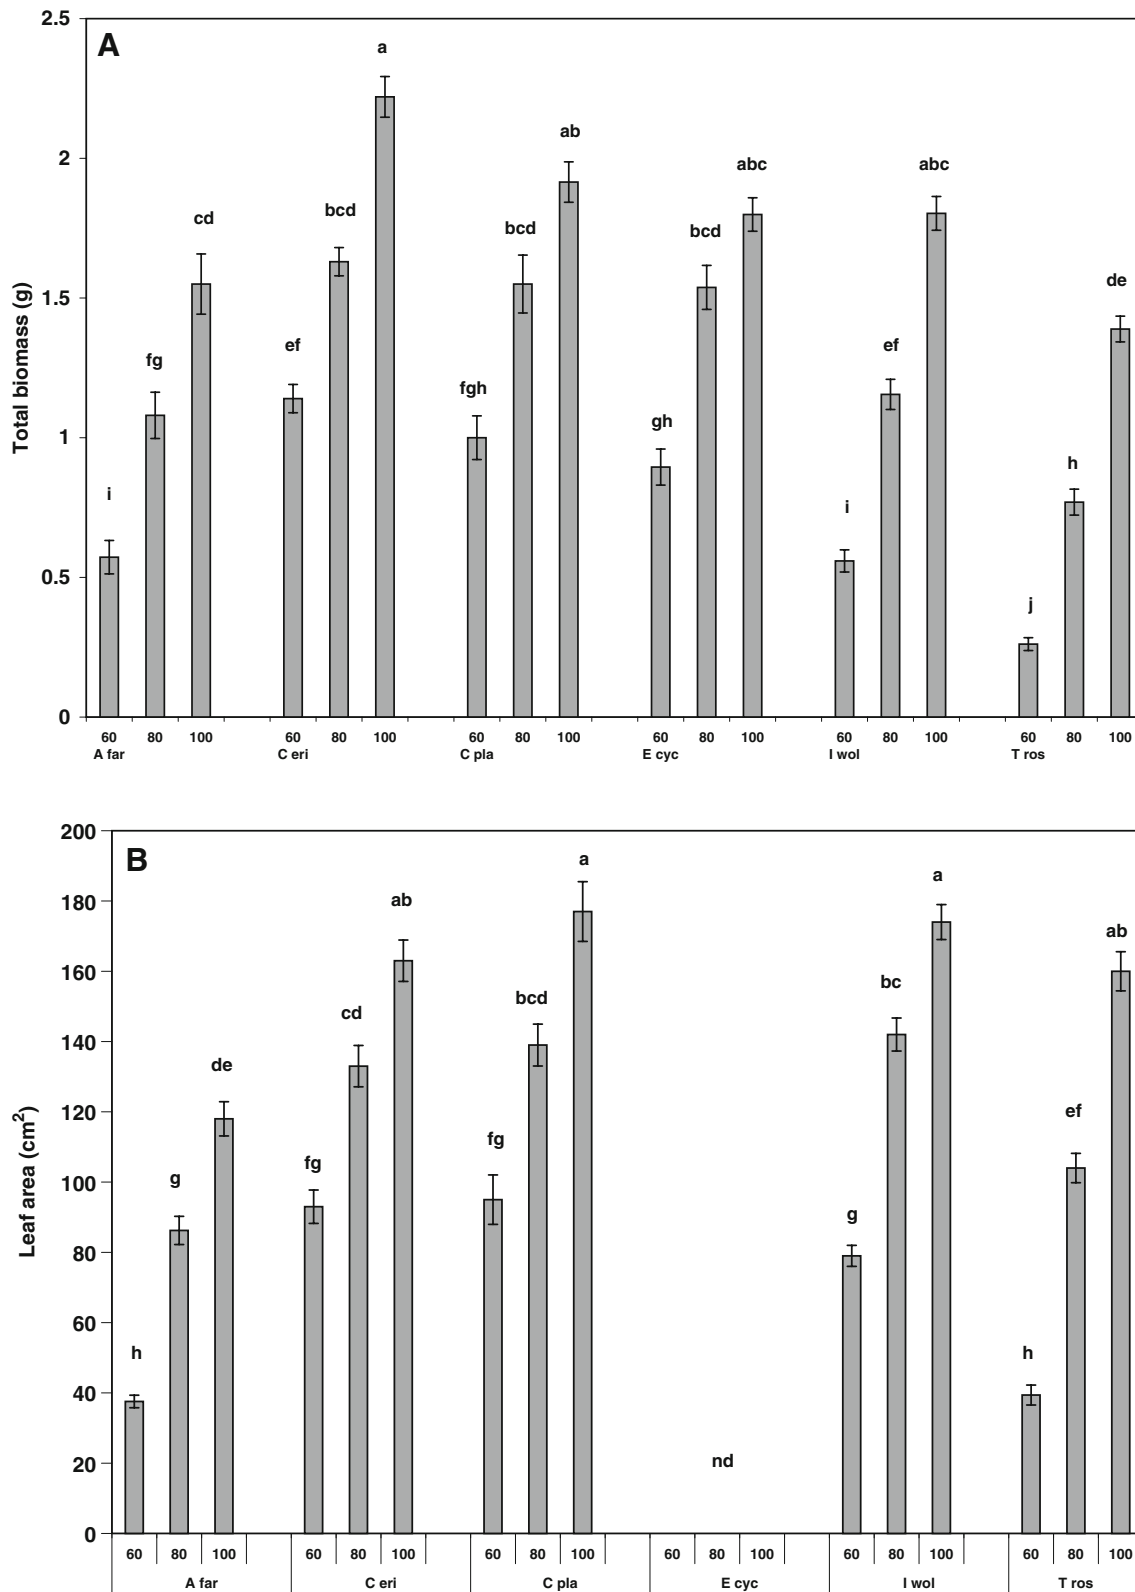 2.5
A
a
2
ab
abc
abc
bcd
cd
bcd
bcd
1.5
de
ef
ef
fg
fgh
gh
1
h
i
i
0.5
j
0
Total biomass (g)
60 80 100 60 80 100 60 80 100 60 80 100 60 80 100 60 80 100
A far C eri C pla E cyc I wol T ros
200
B
a
a
180
ab
ab
160
bc
bcd
cd
140
de
120
ef
fg
fg
100
g
g
80
60
h
h
40
nd
20
0
Leaf area (cm²)
60 80 100 60 80 100 60 80 100 60 80 100 60 80 100 60 80 100
A far C eri C pla E cyc I wol T ros